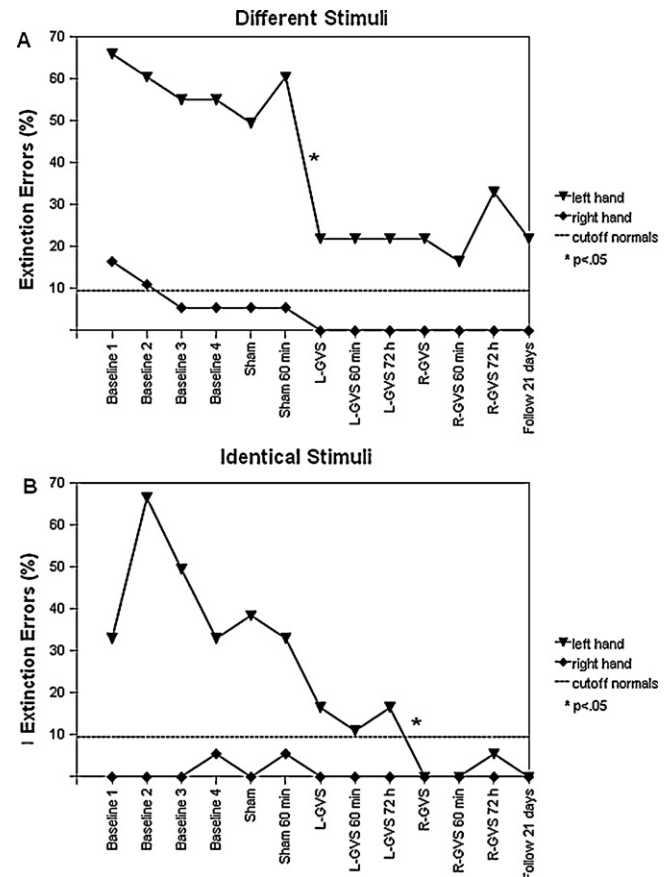 Different Stimuli
A
70
60
50
40
30
20
10
Extinction Errors (%)
*
left hand
right hand
cutoff normals
* p<.05
Baseline 1
Baseline 2
Baseline 3
Baseline 4
Sham
Sham 60 min
L-GVS
L-GVS 60 min
L-GVS 72 h
R-GVS
R-GVS 60 min
R-GVS 72 h
Follow 21 days
Identical Stimuli
B
70
60
50
40
30
20
10
I Extinction Errors (%)
*
left hand
right hand
cutoff normals
* p<.05
Baseline 1
Baseline 2
Baseline 3
Baseline 4
Sham
Sham 60 min
L-GVS
L-GVS 60 min
L-GVS 72 h
R-GVS
R-GVS 60 min
R-GVS 72 h
Follow 21 days